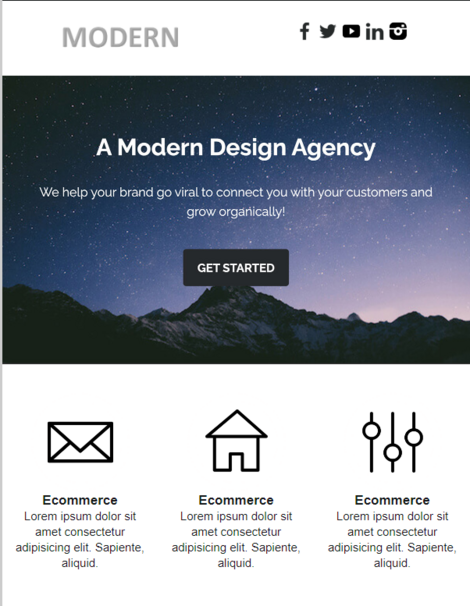 MODERN
A Modern Design Agency
We help your brand go viral to connect you with your customers and
grow organically!
GET STARTED
Ecommerce
Lorem ipsum dolor sit
amet consectetur
adipisicing elit. Sapiente,
aliquid.
Ecommerce
Lorem ipsum dolor sit
amet consectetur
adipisicing elit. Sapiente,
aliquid.
Ecommerce
Lorem ipsum dolor sit
amet consectetur
adipisicing elit. Sapiente,
aliquid.